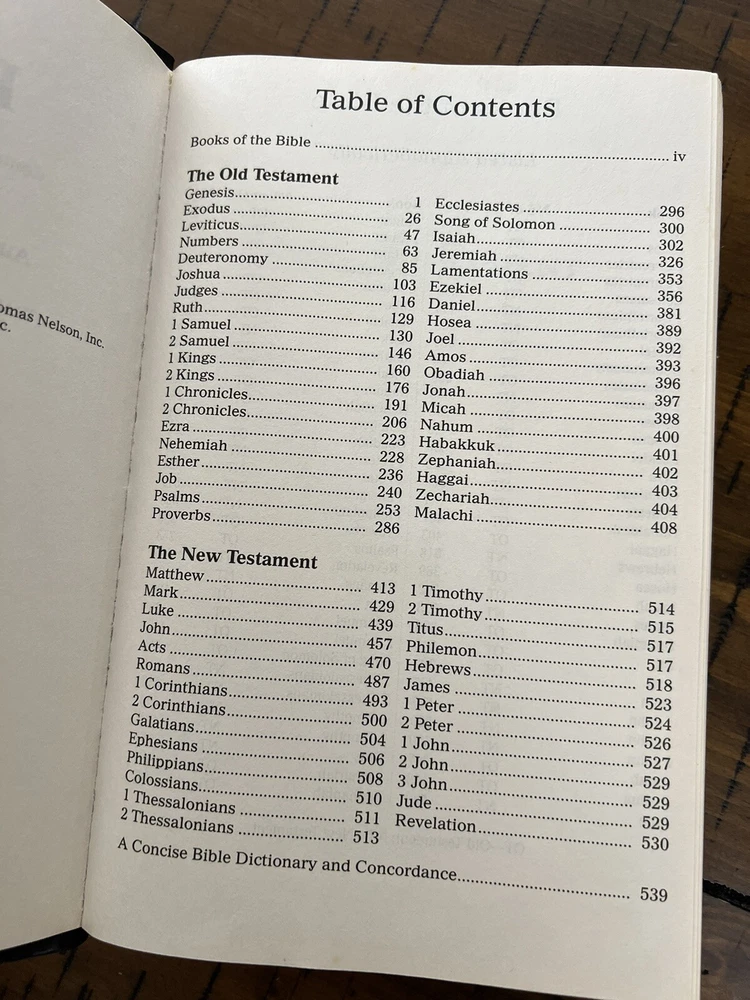 omas Nelson, Inc.
c.
Table of Contents
Books of the Bible ........ iv
The Old Testament
Genesis........ 1
Exodus ........ 26
Leviticus........ 47
Numbers ........ 63
Deuteronomy ........ 85
Joshua ........ 103
Judges ........ 116
Ruth........ 129
1 Samuel ........ 130
2 Samuel ........ 146
1 Kings ........ 160
2 Kings ........ 176
1 Chronicles........ 191
2 Chronicles........ 206
Ezra ........ 223
Nehemiah ........ 228
Esther........ 236
Job ........ 240
Psalms........ 253
Proverbs........ 286
Ecclesiastes ........ 296
Song of Solomon ........ 300
Isaiah........ 302
Jeremiah ........ 326
Lamentations ........ 353
Ezekiel ........ 356
Daniel........ 381
Hosea ........ 389
Joel ........ 392
Amos ........ 393
Obadiah ........ 396
Jonah........ 397
Micah ........ 398
Nahum ........ 400
Habakkuk........ 401
Zephaniah........ 402
Haggai........ 403
Zechariah........ 404
Malachi ........ 408
The New Testament
Matthew ........ 413
Mark........ 429
Luke ........ 439
John........ 457
Acts ........ 470
Romans ........ 487
1 Corinthians........ 493
2 Corinthians........ 500
Galatians........ 504
Ephesians ........ 506
Philippians........ 508
Colossians........ 510
1 Thessalonians ........ 511
2 Thessalonians ........ 513
1 Timothy........ 514
2 Timothy ........ 515
Titus........ 517
Philemon........ 517
Hebrews........ 518
James ........ 523
1 Peter ........ 524
2 Peter ........ 526
1 John........ 527
2 John........ 529
3 John ........ 529
Jude ........ 529
Revelation........ 530
A Concise Bible Dictionary and Concordance........ 539